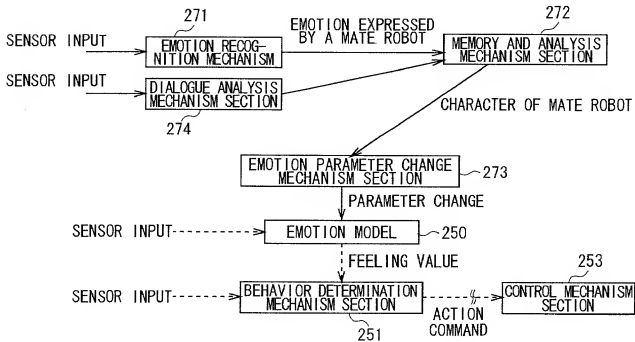 271
EMOTION EXPRESSED
BY A MATE ROBOT
272
SENSOR INPUT
EMOTION RECOG-
NITION MECHANISM
MEMORY AND ANALYSIS
MECHANISM SECTION
SENSOR INPUT
DIALOGUE ANALYSIS
MECHANISM SECTION
274
CHARACTER OF MATE ROBOT
EMOTION PARAMETER CHANGE
MECHANISM SECTION
273
PARAMETER CHANGE
SENSOR INPUT
EMOTION MODEL
250
FEELING VALUE
253
SENSOR INPUT
BEHAVIOR DETERMINATION
MECHANISM SECTION
CONTROL MECHANISM
SECTION
251
ACTION
COMMAND